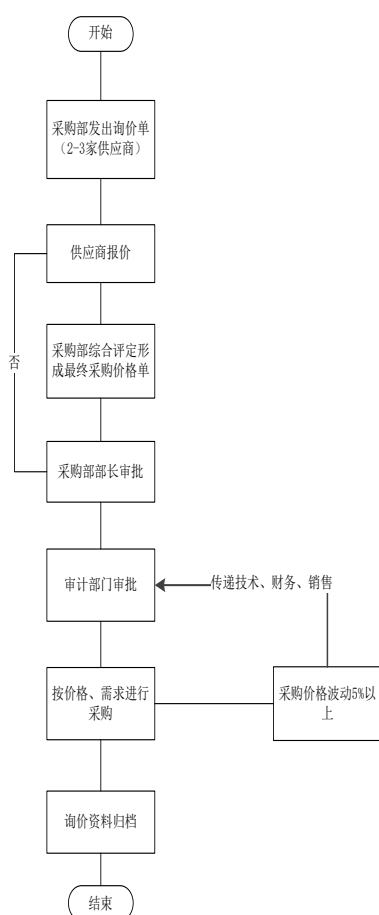 开始
采购部发出询价单
（2-3家供应商）
供应商报价
否
采购部综合评定形
成最终采购价格单
采购部部长审批
审计部门审批
传递技术、财务、销售
按价格、需求进行
采购
采购价格波动5%以
上
询价资料归档
结束